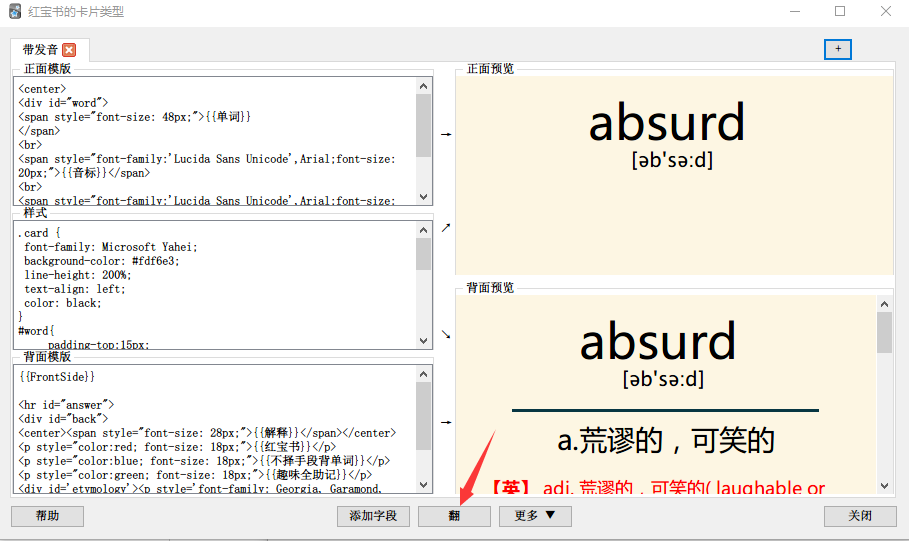 红宝书的卡片类型
带发音
+
正面模版
<center>
<div id="word">
<span style="font-size: 48px;">{{单词}}
</span>
<br>
<span style="font-family:'Lucida Sans Unicode',Arial;font-size:
20px;">{{音标}}</span>
<br>
<span style="font-family:'Lucida Sans Unicode',Arial;font-size:
样式
.card {
font-family: Microsoft Yahei;
background-color: #fdf6e3;
line-height: 200%;
text-align: left;
color: black;
}
#word{
padding-top:15px;
背面模版
{{FrontSide}}
<hr id="answer">
<div id="back">
<center><span style="font-size: 28px;">{{解释}}</span></center>
<p style="color:red; font-size: 18px;">{{红宝书}}</p>
<p style="color:blue; font-size: 18px;">{{不择手段背单词}}</p>
<p style="color:green; font-size: 18px;">{{趣味全助记}}</p>
<div id='etymology'><p style='font-family: Georgia, Garamond,
正面预览
absurd
[əb'sə:d]
背面预览
absurd
[əb'sə:d]
a.荒谬的，可笑的
【英】 adj. 荒谬的，可笑的( laughable or
帮助
添加字段
翻
更多 ▼
关闭